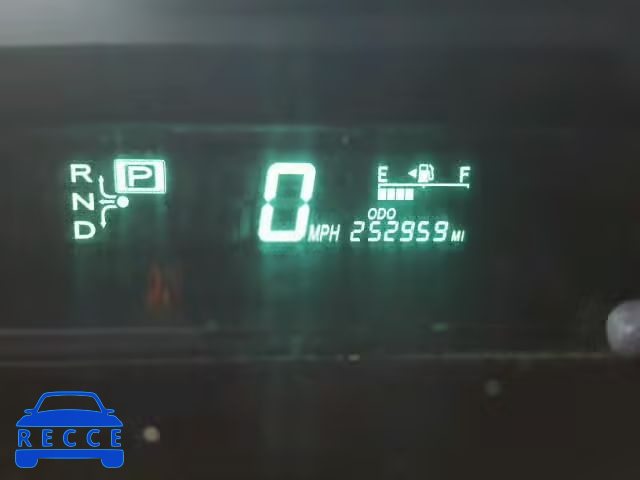 R P
N
D
0 MPH
E F
ODO
252959 MI
RECCE